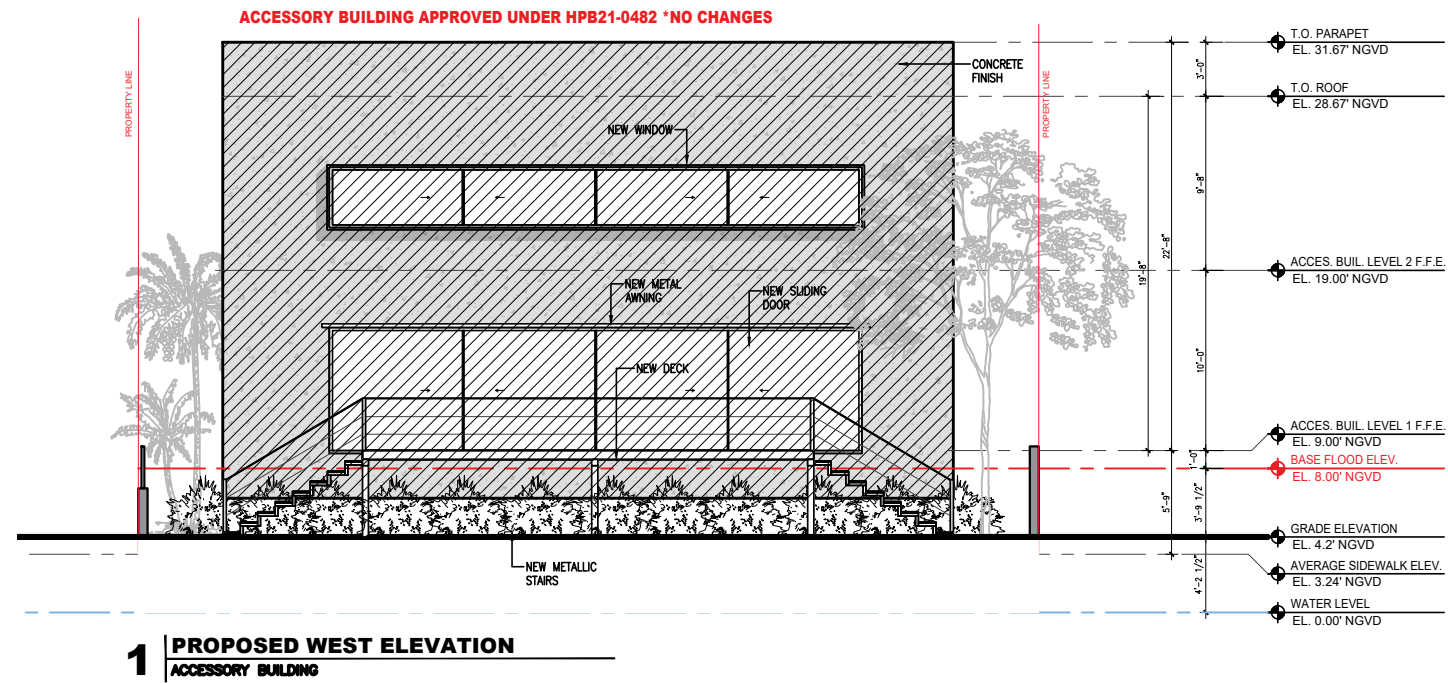 ACCESSORY BUILDING APPROVED UNDER HPB21-0482 *NO CHANGES
PROPERTY LINE
PROPERTY LINE
CONCRETE
FINISH
NEW WINDOW
NEW METAL
AWNING
NEW SLIDING
DOOR
NEW DECK
NEW METALLIC
STAIRS
3'-0"
9'-8"
22'-8"
19'-8"
10'-0"
1'-0"
5'-9"
3'-9 1/2"
4'-2 1/2"
T.O. PARAPET
EL. 31.67' NGVD
T.O. ROOF
EL. 28.67' NGVD
ACCES. BUIL. LEVEL 2 F.F.E.
EL. 19.00' NGVD
ACCES. BUIL. LEVEL 1 F.F.E.
EL. 9.00' NGVD
BASE FLOOD ELEV.
EL. 8.00' NGVD
GRADE ELEVATION
EL. 4.2' NGVD
AVERAGE SIDEWALK ELEV.
EL. 3.24' NGVD
WATER LEVEL
EL. 0.00' NGVD
1 PROPOSED WEST ELEVATION
ACCESSORY BUILDING